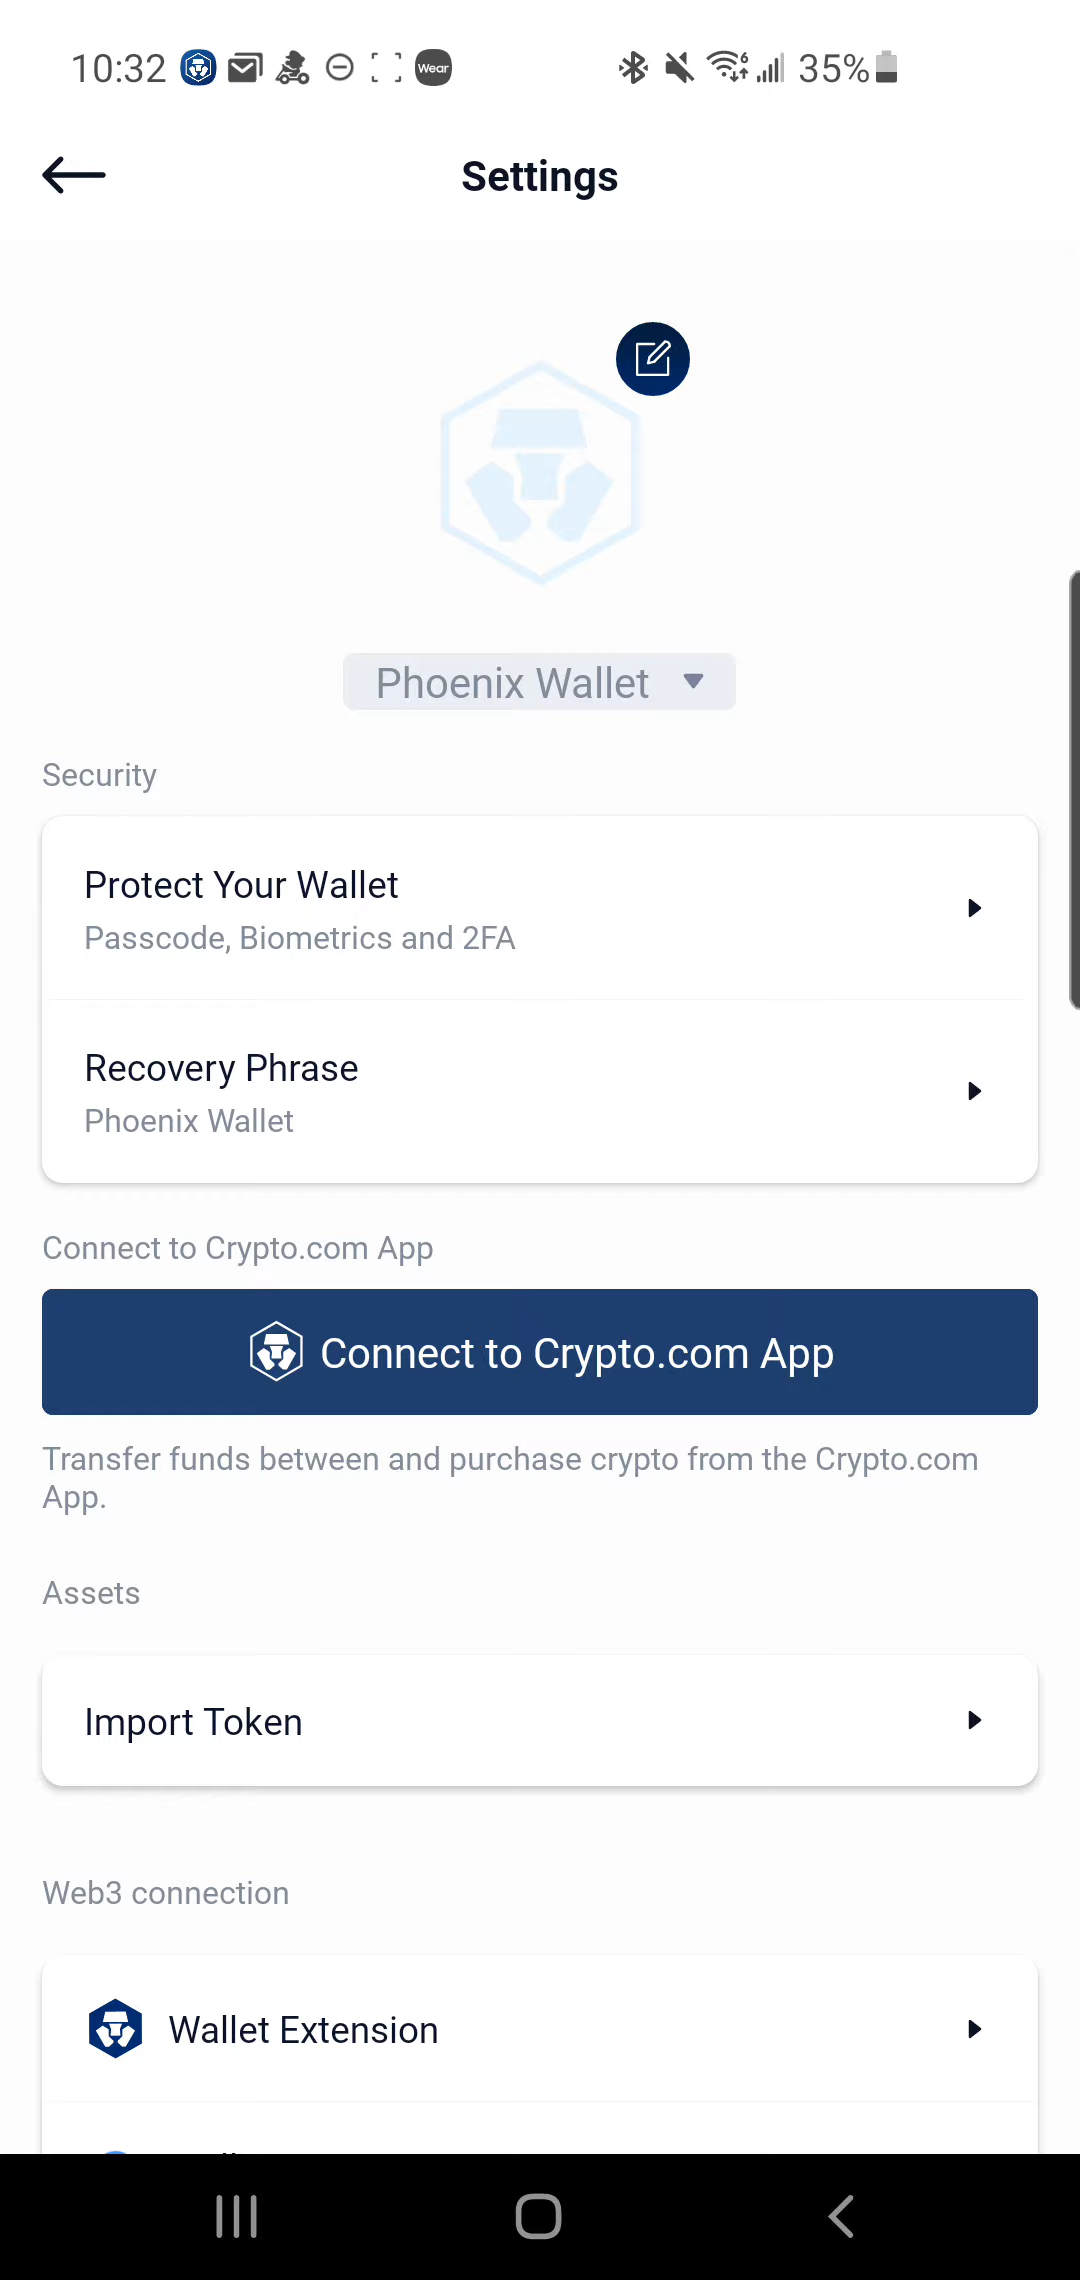 10:32 Wear 6 35%
Settings
Phoenix Wallet
Security
Protect Your Wallet
Passcode, Biometrics and 2FA
Recovery Phrase
Phoenix Wallet
Connect to Crypto.com App
Connect to Crypto.com App
Transfer funds between and purchase crypto from the Crypto.com
App.
Assets
Import Token
Web3 connection
Wallet Extension